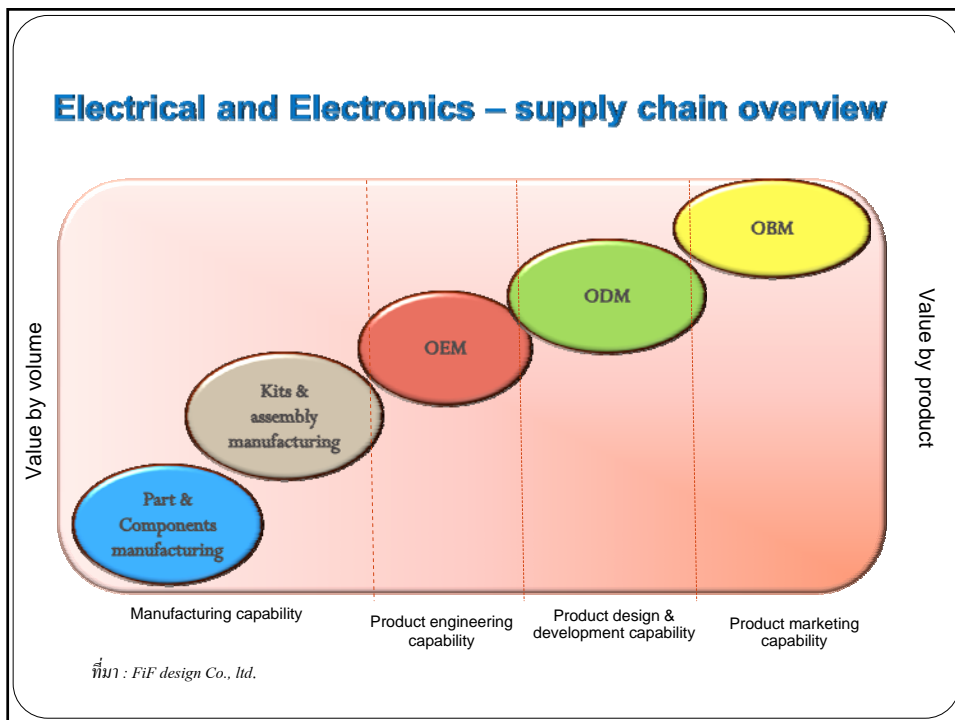 Electrical and Electronics – supply chain overview
OBM
ODM
OEM
Kits &
assembly
manufacturing
Part &
Components
manufacturing
Value by volume
Value by product
Manufacturing capability
Product engineering
capability
Product design &
development capability
Product marketing
capability
ที่มา : FiF design Co., ltd.